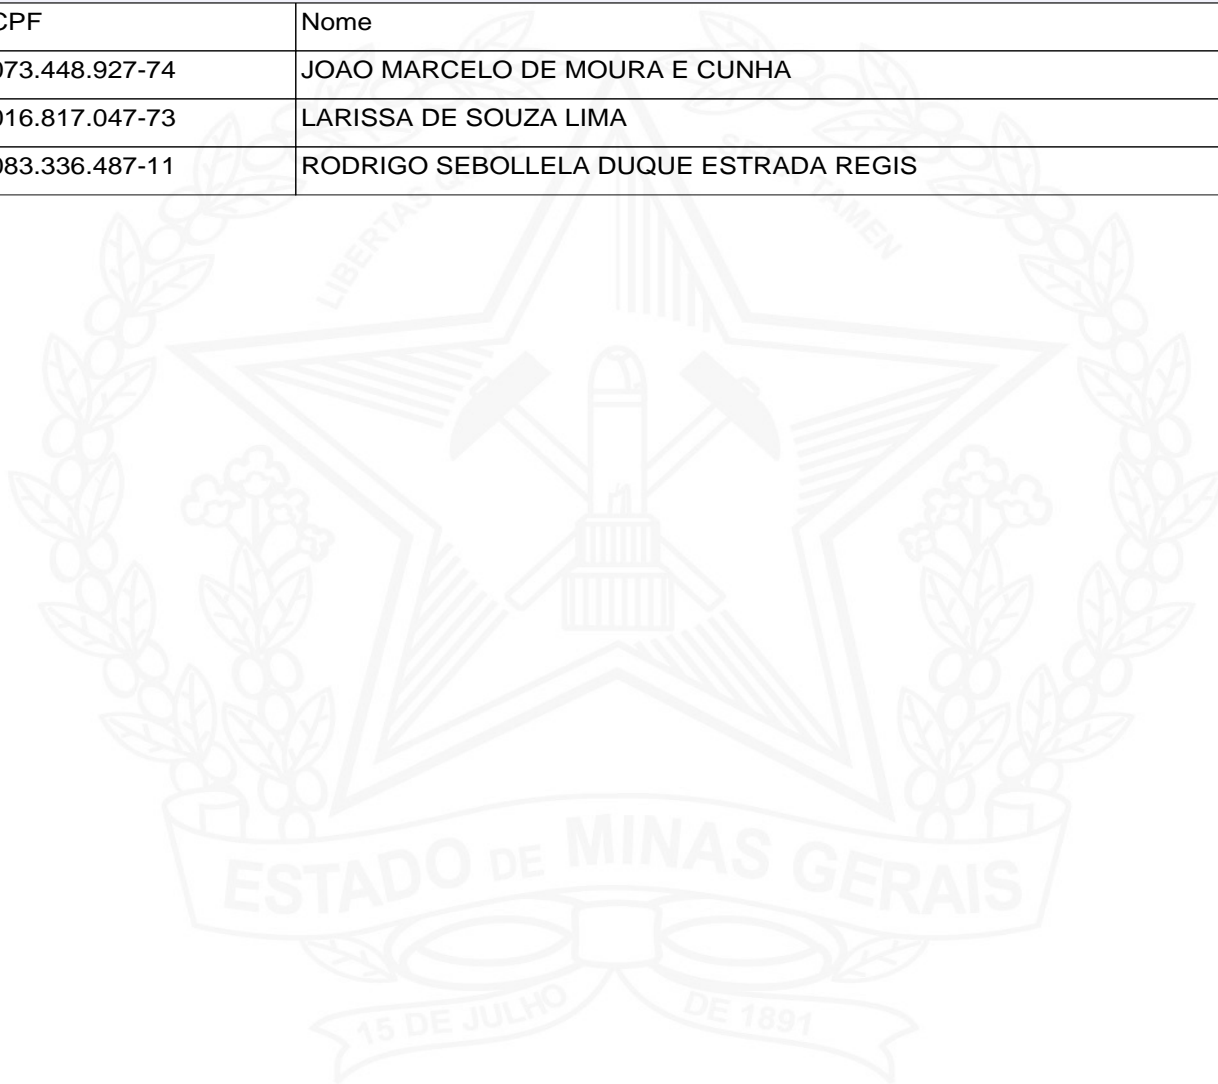 CPF Nome
073.448.927-74 JOAO MARCELO DE MOURA E CUNHA
016.817.047-73 LARISSA DE SOUZA LIMA
083.336.487-11 RODRIGO SEBOLLELA DUQUE ESTRADA REGIS
LIBERTAS QUÆ SERA TAMEN
ESTADO DE MINAS GERAIS
15 DE JULHO DE 1891